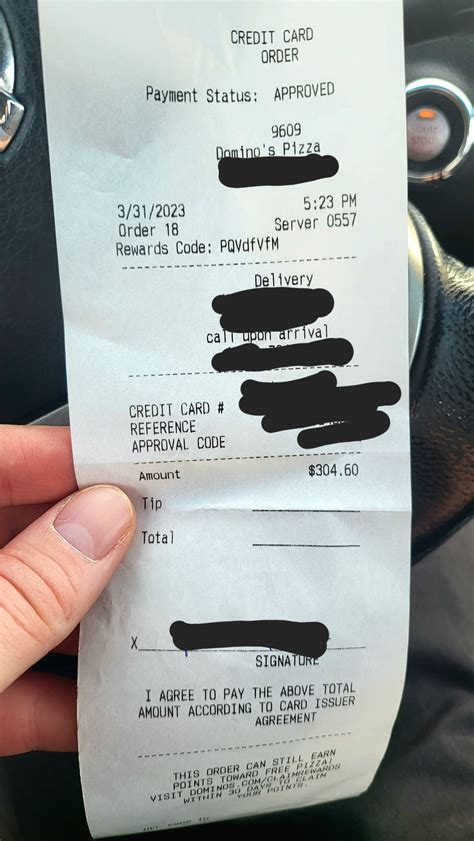 CREDIT CARD
ORDER
Payment Status: APPROVED
9609
Domino's Pizza
3/31/2023 5:23 PM
Order 18 Server 0557
Rewards Code: PQVdfVfM
Delivery
call upon arrival
CREDIT CARD #
REFERENCE
APPROVAL CODE
Amount $304.60
Tip
Total
X
SIGNATURE
I AGREE TO PAY THE ABOVE TOTAL
AMOUNT ACCORDING TO CARD ISSUER
AGREEMENT
THIS ORDER CAN STILL EARN
POINTS TOWARD FREE PIZZA!
VISIT DOMINOS.COM/CLAIMREWARDS
WITHIN 30 DAYS TO CLAIM
YOUR POINTS.
START
STOP